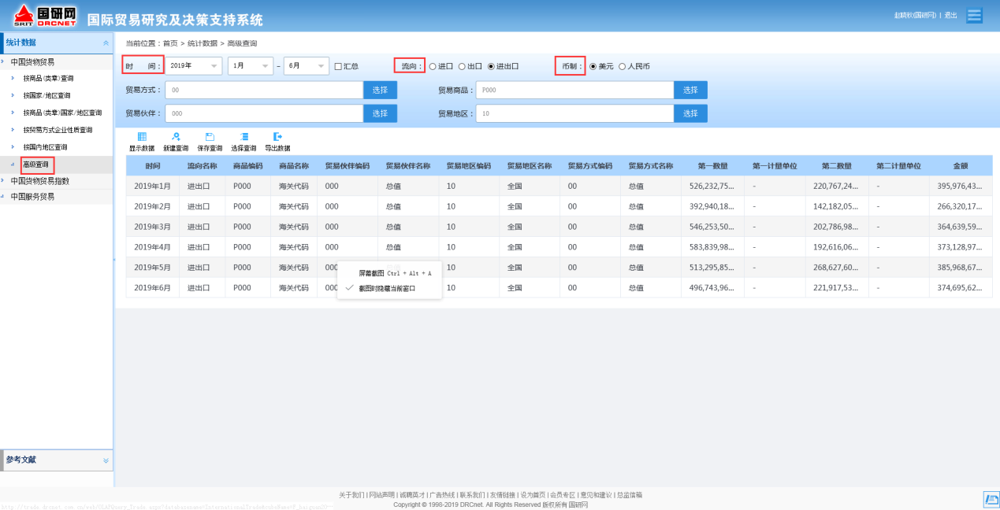 SRIT 国研网 DRCNET 国际贸易研究及决策支持系统
赵晓秋(国研网) | 退出
统计数据
中国货物贸易
按商品(类章)查询
按国家/地区查询
按商品(类章)国家/地区查询
按贸易方式企业性质查询
按国内地区查询
高级查询
中国货物贸易指数
中国服务贸易
参考文献
当前位置：首页 > 统计数据 > 高级查询
时 间： 2019年 1月 - 6月 汇总 流向： 进口 出口 进出口 币制： 美元 人民币
贸易方式： 00 选择 贸易商品： P000 选择
贸易伙伴： 000 选择 贸易地区： 10 选择
显示数据 新建查询 保存查询 选择查询 导出数据
时间 流向名称 商品编码 商品名称 贸易伙伴编码 贸易伙伴名称 贸易地区编码 贸易地区名称 贸易方式编码 贸易方式名称 第一数量 第一计量单位 第二数量 第二计量单位 金额
2019年1月 进出口 P000 海关代码 000 总值 10 全国 00 总值 526,232,75... - 220,767,24... - 395,976,43...
2019年2月 进出口 P000 海关代码 000 总值 10 全国 00 总值 392,940,18... - 142,182,05... - 266,320,17...
2019年3月 进出口 P000 海关代码 000 总值 10 全国 00 总值 546,253,50... - 202,786,98... - 364,639,59...
2019年4月 进出口 P000 海关代码 000 总值 10 全国 00 总值 583,839,98... - 192,616,06... - 373,128,97...
2019年5月 进出口 P000 海关代码 000 10 全国 00 总值 513,295,85... - 268,627,60... - 385,968,67...
2019年6月 进出口 P000 海关代码 000 10 全国 00 总值 496,743,96... - 221,917,53... - 374,695,62...
屏幕截图 Ctrl + Alt + A
截图时隐藏当前窗口
关于我们 | 网站声明 | 诚聘英才 | 广告热线 | 联系我们 | 友情链接 | 设为首页 | 会员专区 | 意见和建议 | 总监信箱
Copyright © 1998-2019 DRCnet. All Rights Reserved 版权所有 国研网